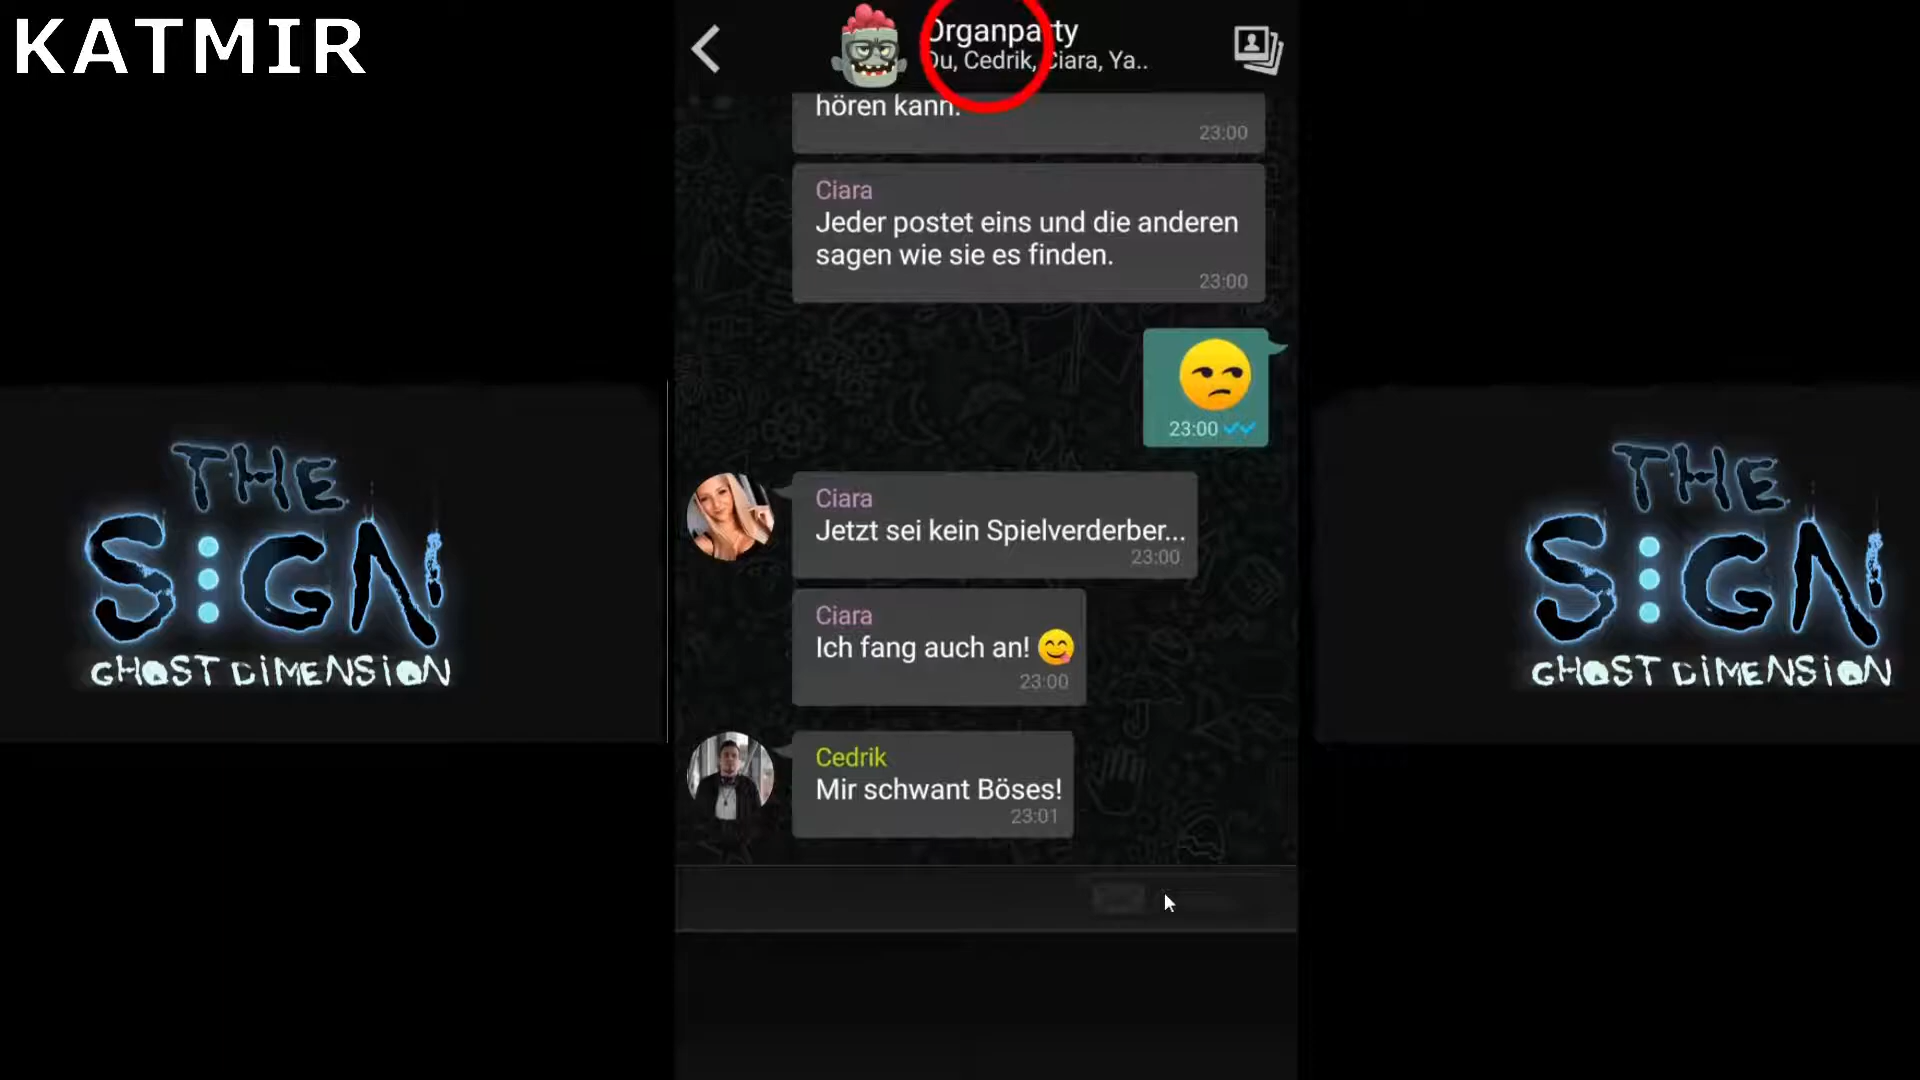 KATMIR
Organparty
Du, Cedrik, Ciara, Ya..
hören kann.
23:00
Ciara
Jeder postet eins und die anderen
sagen wie sie es finden.
23:00
23:00
Ciara
Jetzt sei kein Spielverderber...
23:00
Ciara
Ich fang auch an! 😋
23:00
Cedrik
Mir schwant Böses!
23:01
THE
SIGN
GHOST DIMENSION
THE
SIGN
GHOST DIMENSION